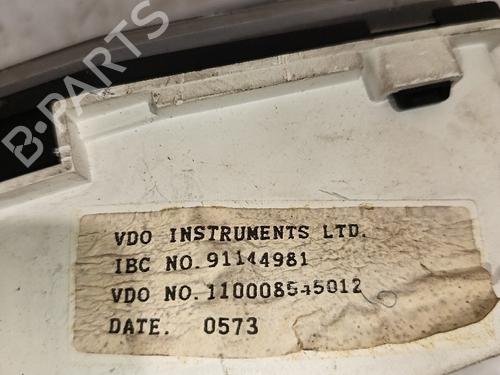 B-PARTS
VDO INSTRUMENTS LTD.
IBC NO.91144981
VDO NO.110008545012
DATE. 0573